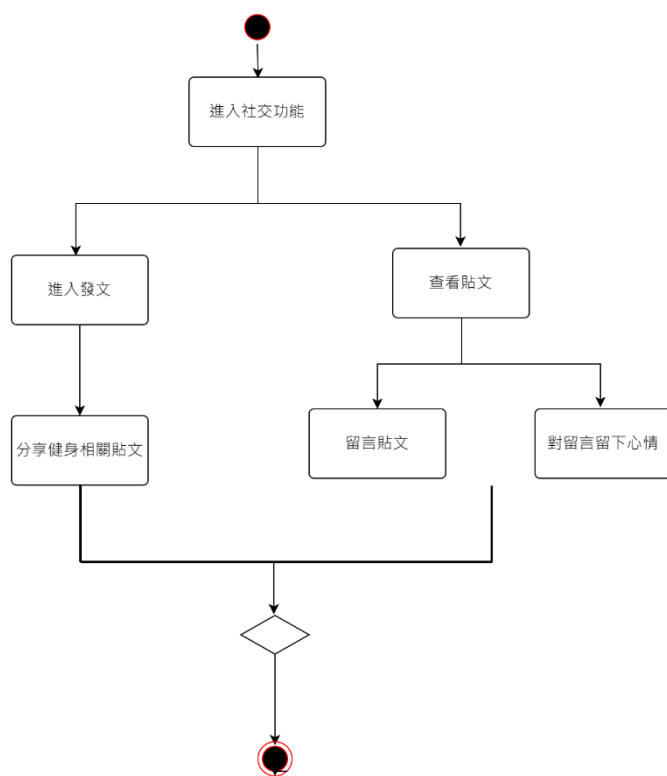 進入社交功能
進入發文
查看貼文
分享健身相關貼文
留言貼文
對留言留下心情